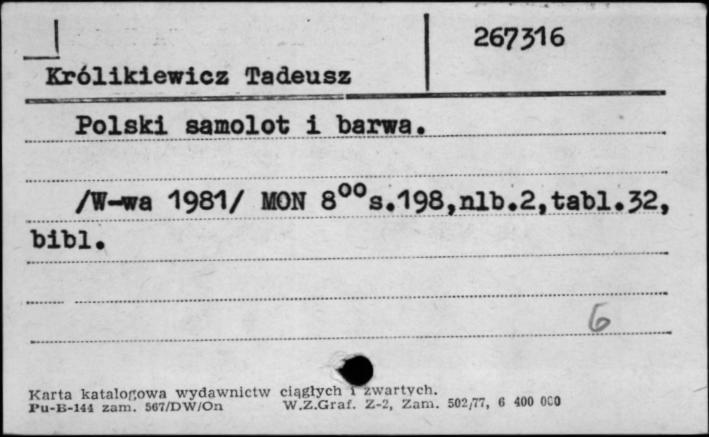 267316
Królikiewicz Tadeusz
Polski samolot i barwa.
/W-wa 1981/ MON 8⁰⁰s.198,nlb.2,tabl.32,
bibl.
6
Karta katalogowa wydawnictw ciągłych i zwartych.
Pu-B-144 zam. 567/DW/On W.Z.Graf. Z-2, Zam. 502/77, 6 400 000